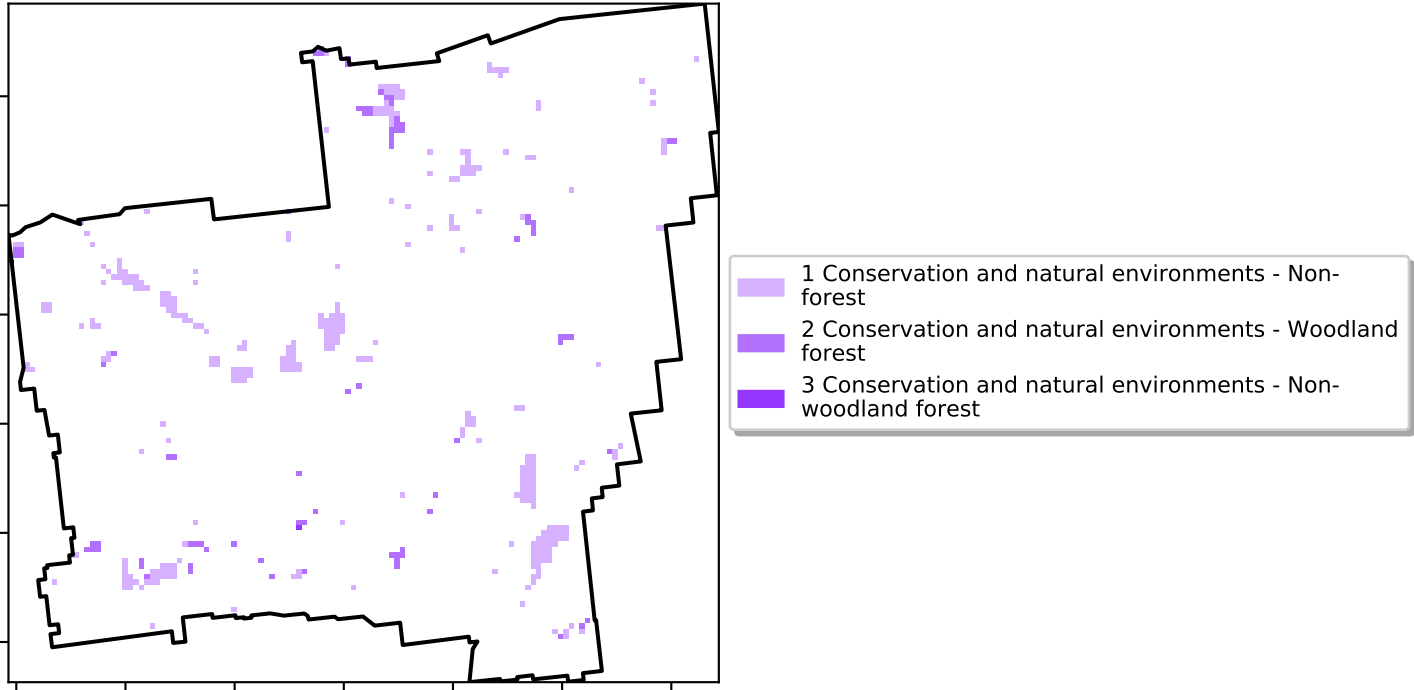 1 Conservation and natural environments - Non-
forest
2 Conservation and natural environments - Woodland
forest
3 Conservation and natural environments - Non-
woodland forest